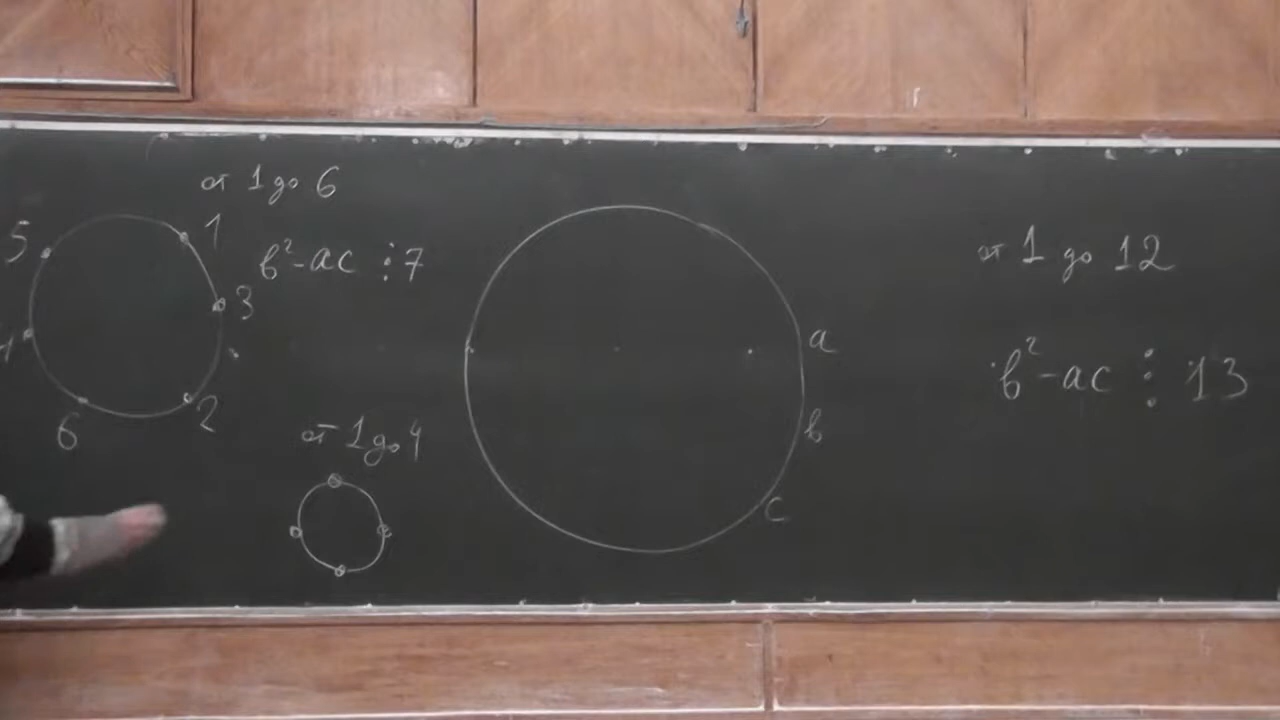 от 1 до 6
5
1
b²-ac ⋮7
3
4
2
6
от 1 до 4
a
b
c
от 1 до 12
b²-ac ⋮ 13